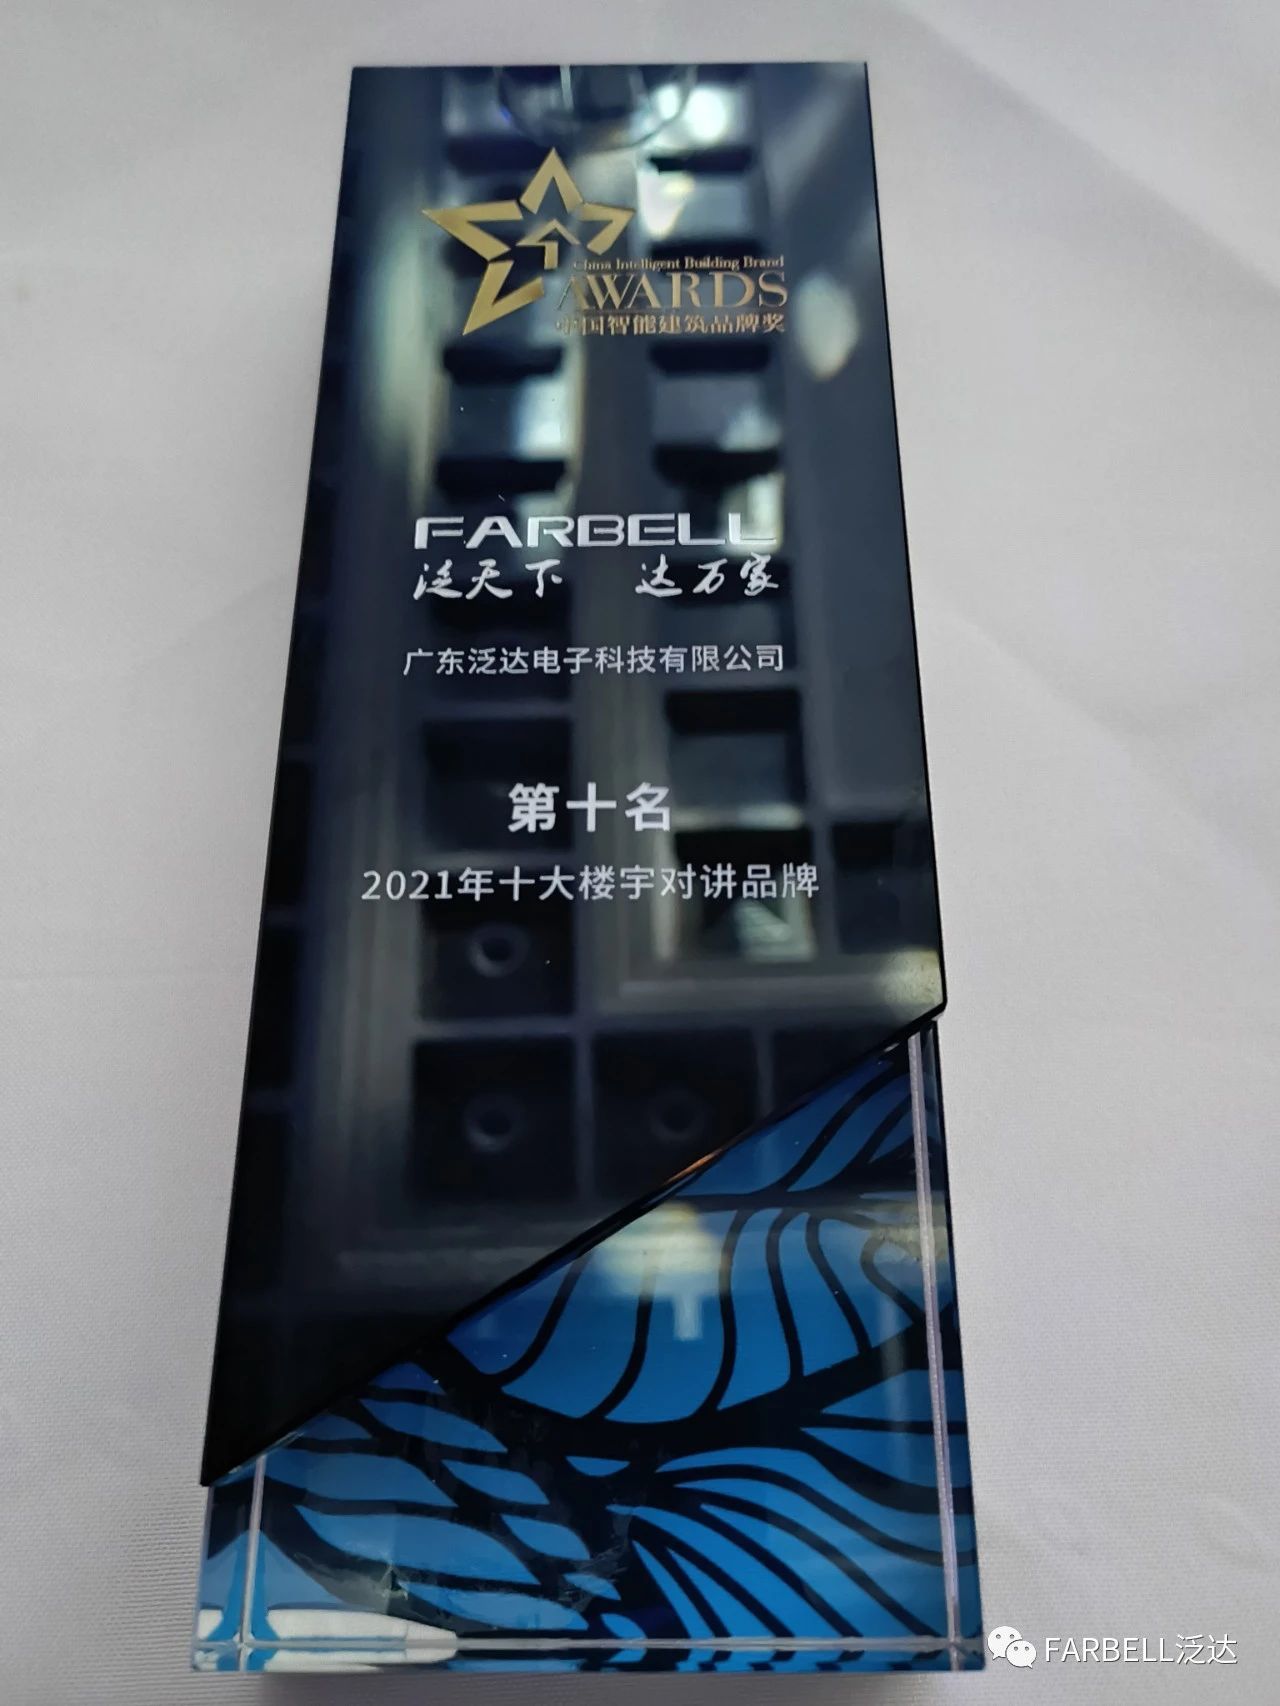 China Intelligent Building Brand
AWARDS
中国智能建筑品牌奖
FARBELL
泛天下 达万家
广东泛达电子科技有限公司
第十名
2021年十大楼宇对讲品牌
FARBELL泛达